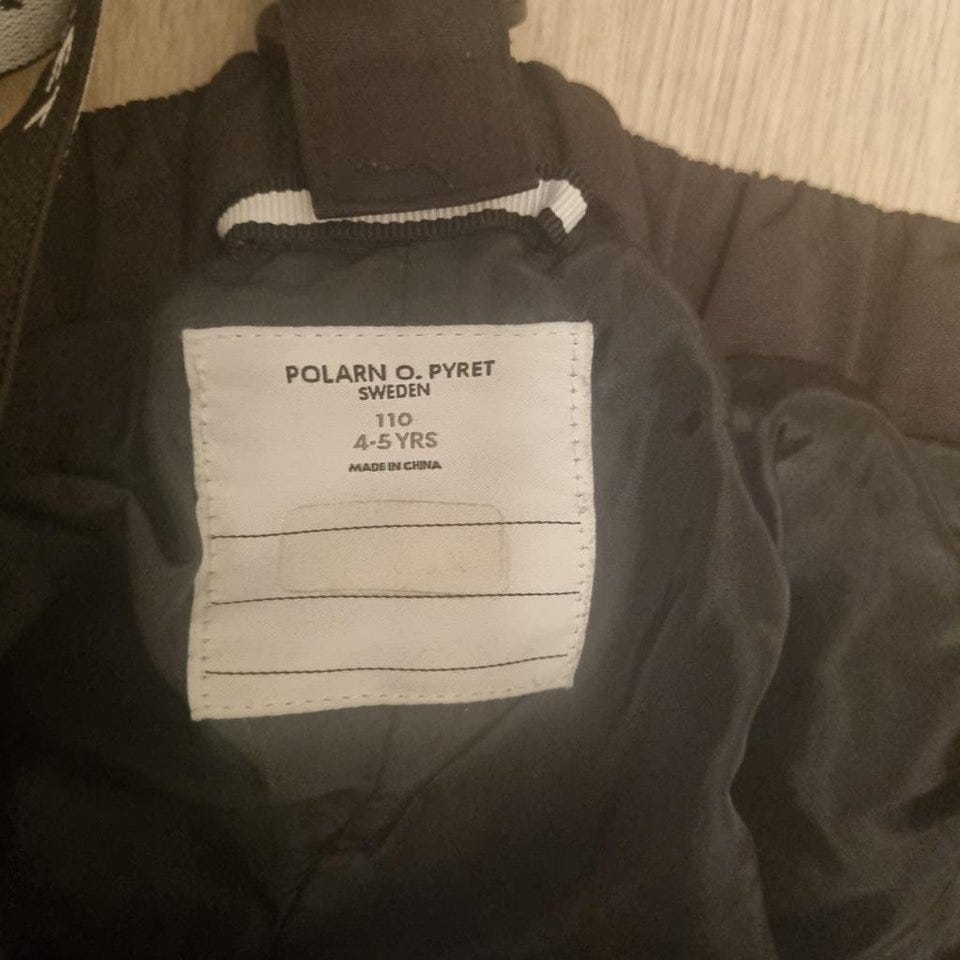 POLARN O. PYRET
SWEDEN
110
4-5 YRS
MADE IN CHINA